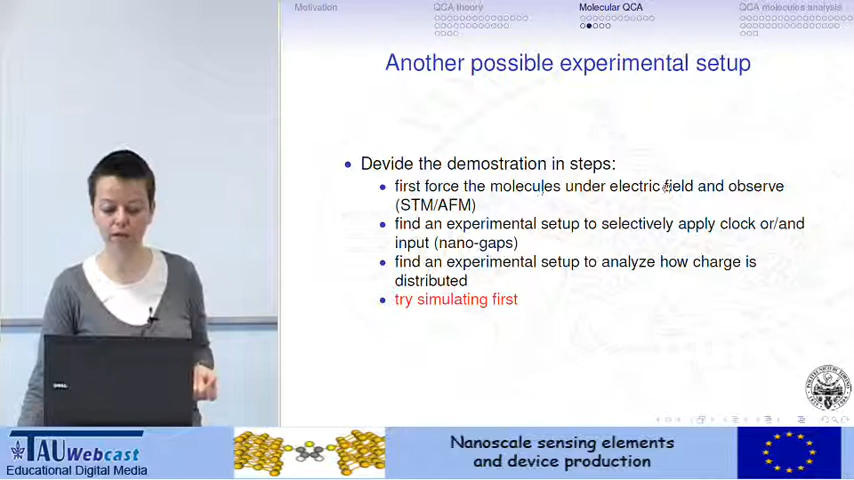 Motivation
QCA theory
Molecular QCA
QCA molecules analysis
Another possible experimental setup
Devide the demostration in steps:
first force the molecules under electric field and observe
(STM/AFM)
find an experimental setup to selectively apply clock or/and
input (nano-gaps)
find an experimental setup to analyze how charge is
distributed
try simulating first
DELL
TAU Webcast
Educational Digital Media
Nanoscale sensing elements
and device production